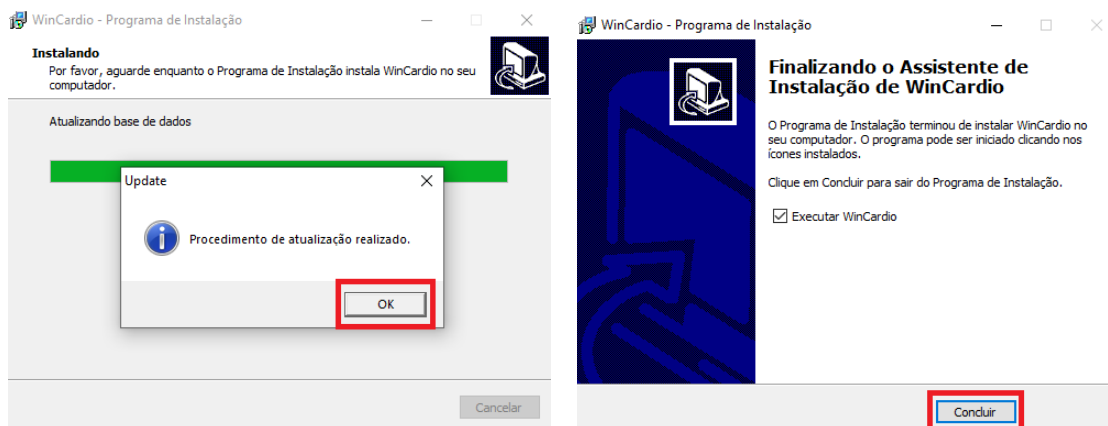 WinCardio - Programa de Instalação
Instalando
Por favor, aguarde enquanto o Programa de Instalação instala WinCardio no seu
computador.
Atualizando base de dados
Update
Procedimento de atualização realizado.
OK
Cancelar
WinCardio - Programa de Instalação
Finalizando o Assistente de
Instalação de WinCardio
O Programa de Instalação terminou de instalar WinCardio no
seu computador. O programa pode ser iniciado clicando nos
ícones instalados.
Clique em Concluir para sair do Programa de Instalação.
Executar WinCardio
Concluir